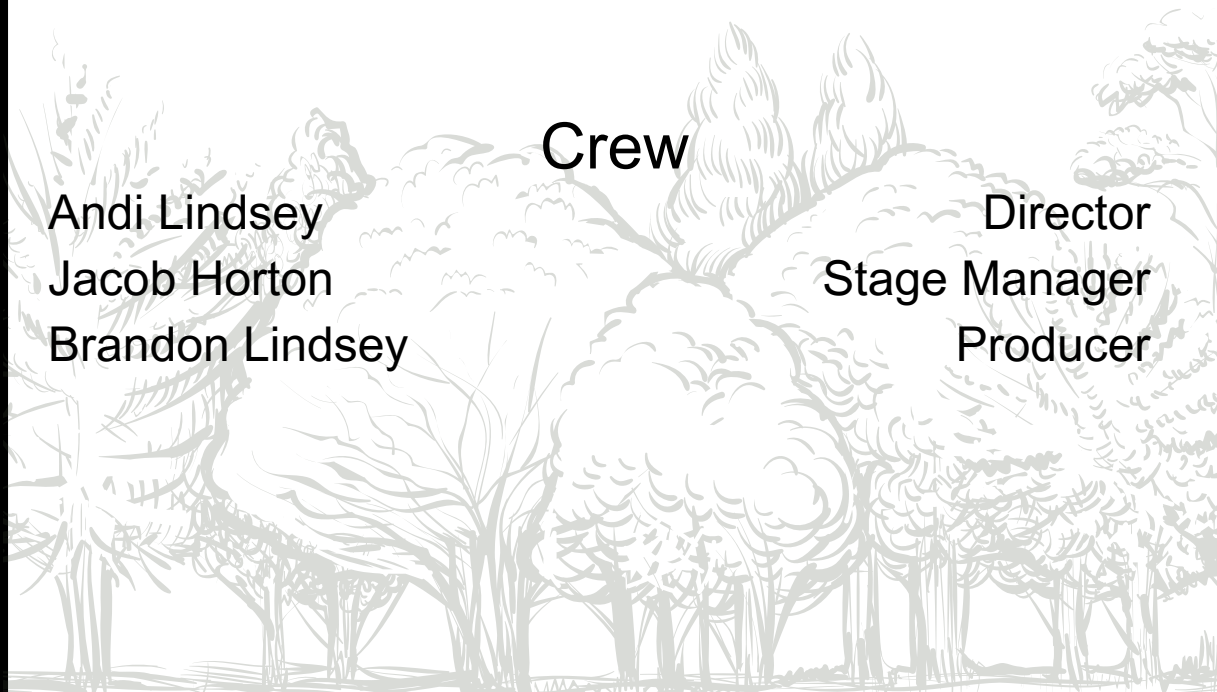 Crew
Andi Lindsey Director
Jacob Horton Stage Manager
Brandon Lindsey Producer